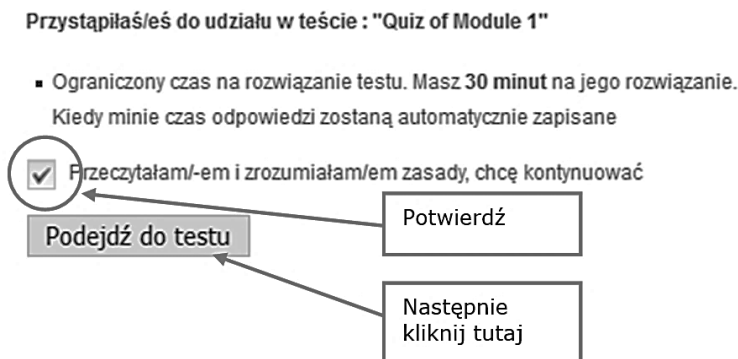 Przystąpiłaś/eś do udziału w teście : "Quiz of Module 1"
▪ Ograniczony czas na rozwiązanie testu. Masz 30 minut na jego rozwiązanie.
Kiedy minie czas odpowiedzi zostaną automatycznie zapisane
Przeczytałam/-em i zrozumiałam/em zasady, chcę kontynuować
Potwierdź
Podejdź do testu
Następnie
kliknij tutaj